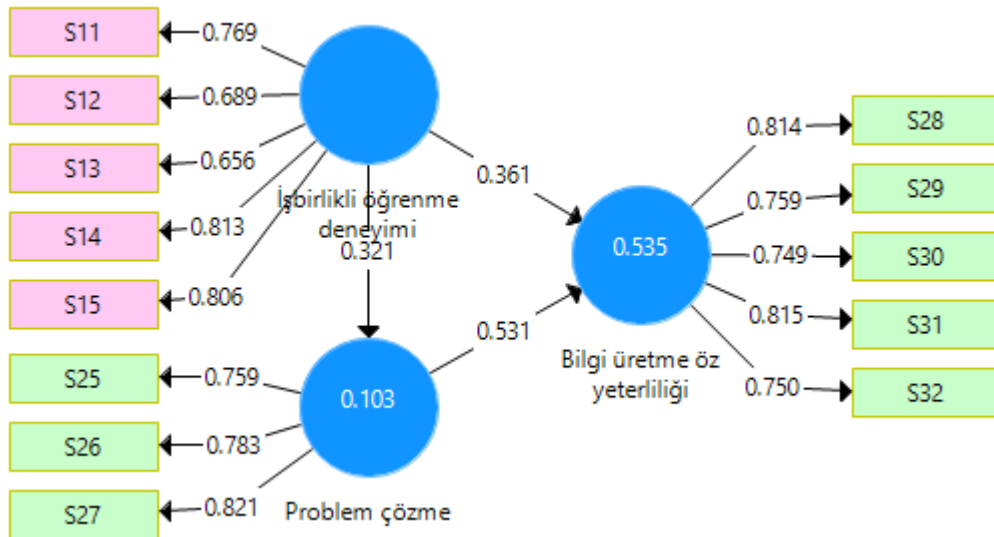 S11
0.769
S12
0.689
S13
0.656
S14
0.813
S15
0.806
İşbirlikli öğrenme
deneyimi
0.321
0.361
S25
0.759
S26
0.783
S27
0.821
0.103
Problem çözme
0.531
0.535
Bilgi üretme öz
yeterliliği
0.814
S28
0.759
S29
0.749
S30
0.815
S31
0.750
S32